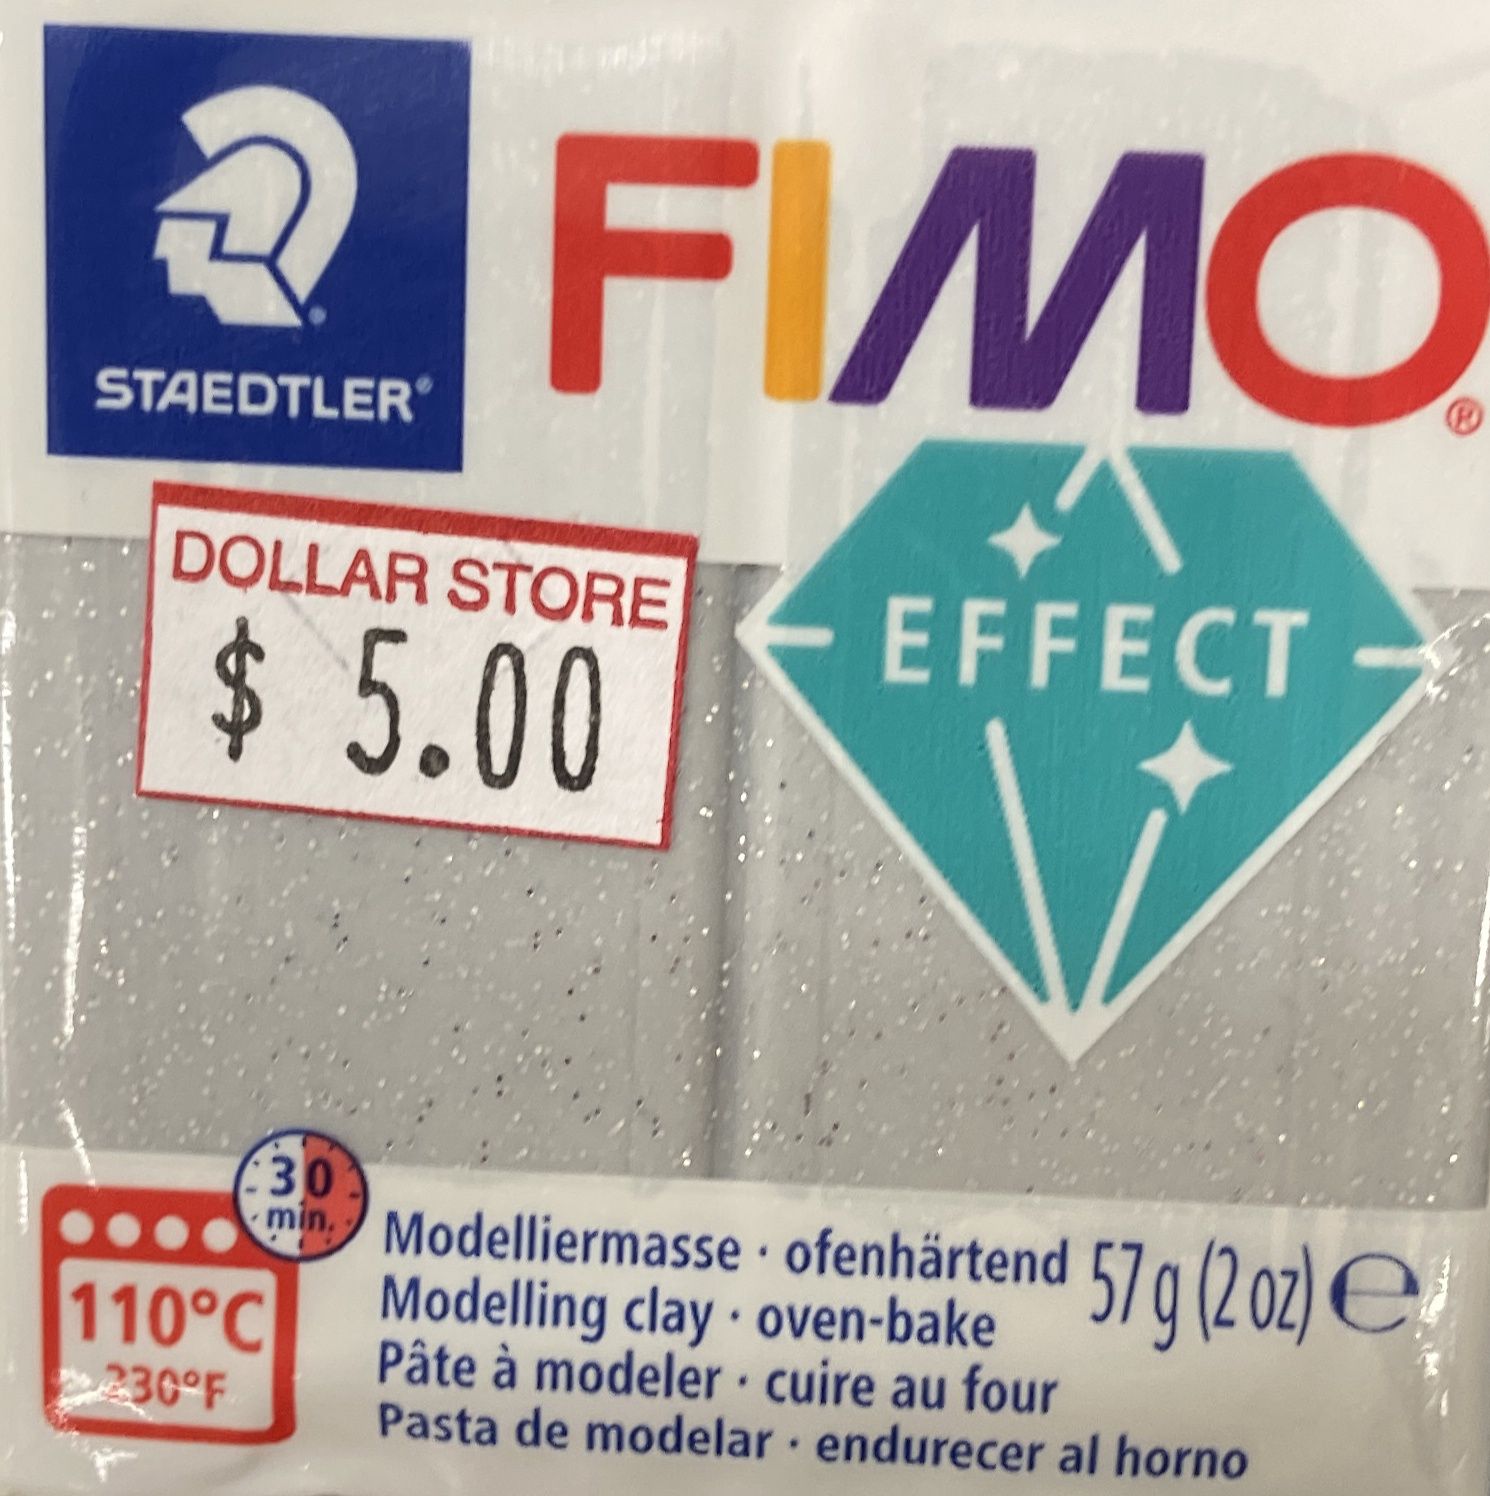 STAEDTLER®
FIMO®
DOLLAR STORE
$ 5.00
EFFECT
30
min.
110°C
230°F
Modelliermasse · ofenhärtend
Modelling clay · oven-bake
Pâte à modeler · cuire au four
Pasta de modelar · endurecer al horno
57 g (2 oz) ℮